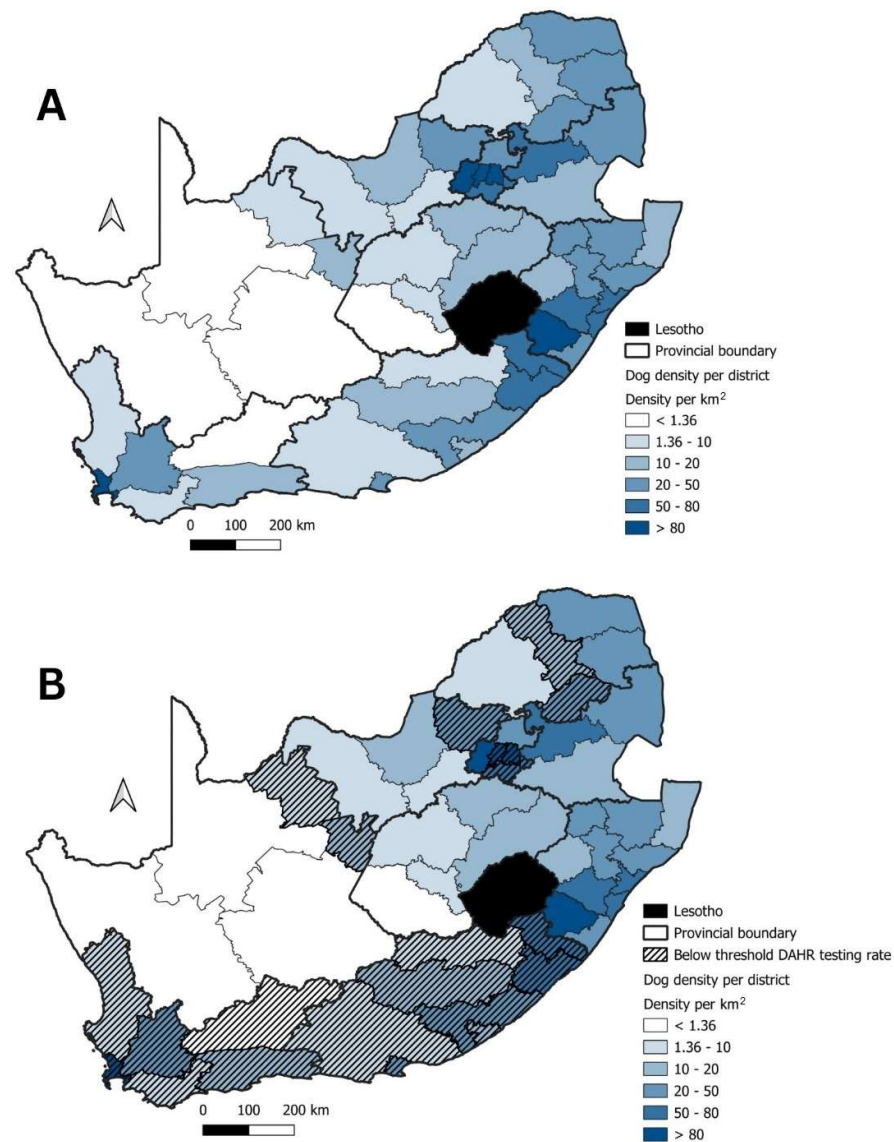 A
Lesotho
Provincial boundary
Dog density per district
Density per km²
< 1.36
1.36 - 10
10 - 20
20 - 50
50 - 80
> 80
0 100 200 km
B
Lesotho
Provincial boundary
Below threshold DAHR testing rate
Dog density per district
Density per km²
< 1.36
1.36 - 10
10 - 20
20 - 50
50 - 80
> 80
0 100 200 km